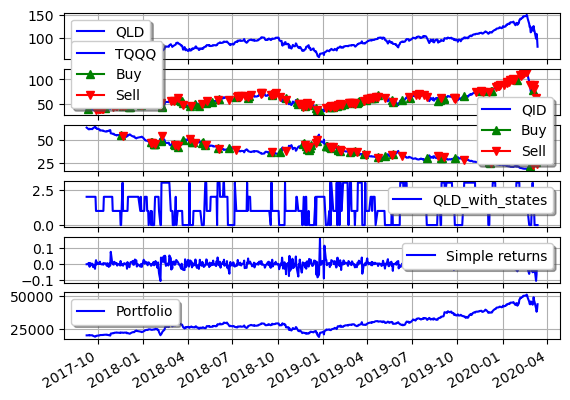 150
100
QLD
100
50
TQQQ
Buy
Sell
50
25
QID
Buy
Sell
2.5
0.0
QLD_with_states
0.1
0.0
−0.1
Simple returns
50000
25000
Portfolio
2017-10
2018-01
2018-04
2018-07
2018-10
2019-01
2019-04
2019-07
2019-10
2020-01
2020-04